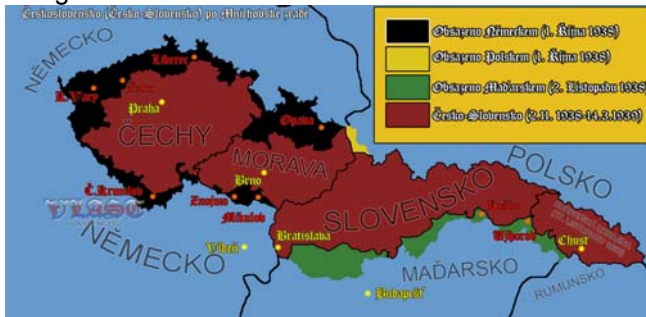 Československo (Česko-Slovensko) po Mnichovské zradě
Obsazeno Německem (1. Října 1938)
Obsazeno Polskem (1. Října 1938)
Obsazeno Maďarskem (2. Listopadu 1938)
Česko-Slovensko (2.11. 1938-14.3.1939)
NĚMECKO
Liberec
K. Vary
Praha
ČECHY
Opava
MORAVA
Brno
POLSKO
SLOVENSKO
Č.Krumlov
VLAST
Znojmo
Mikulov
NĚMECKO
Vídeň
Bratislava
Košice
Užhorod
Chust
MAĎARSKO
RUMUNSKO
Budapešť